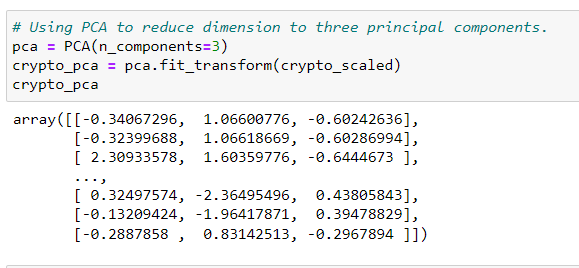 # Using PCA to reduce dimension to three principal components.
pca = PCA(n_components=3)
crypto_pca = pca.fit_transform(crypto_scaled)
crypto_pca
array([[-0.34067296,  1.06600776, -0.60242636],
       [-0.32399688,  1.06618669, -0.60286994],
       [ 2.30933578,  1.60359776, -0.6444673 ],
       ...,
       [ 0.32497574, -2.36495496,  0.43805843],
       [-0.13209424, -1.96417871,  0.39478829],
       [-0.2887858 ,  0.83142513, -0.2967894 ]])